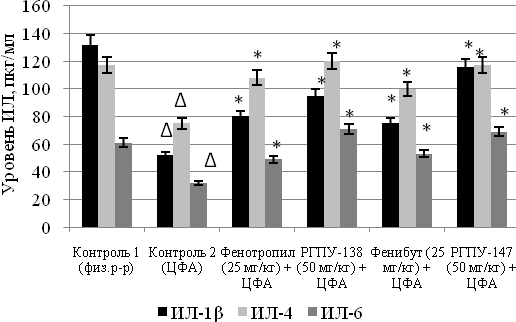 Уровень ИЛ, пкг/мл
160
140
120
100
80
60
40
20
0
* * * * * * * * * * * *
Δ Δ Δ
Контроль 1 (физ.р-р)
Контроль 2 (ЦФА)
Фенотропил (25 мг/кг) + ЦФА
РГПУ-138 (50 мг/кг) + ЦФА
Фенибут (25 мг/кг) + ЦФА
РГПУ-147 (50 мг/кг) + ЦФА
ИЛ-1β ИЛ-4 ИЛ-6